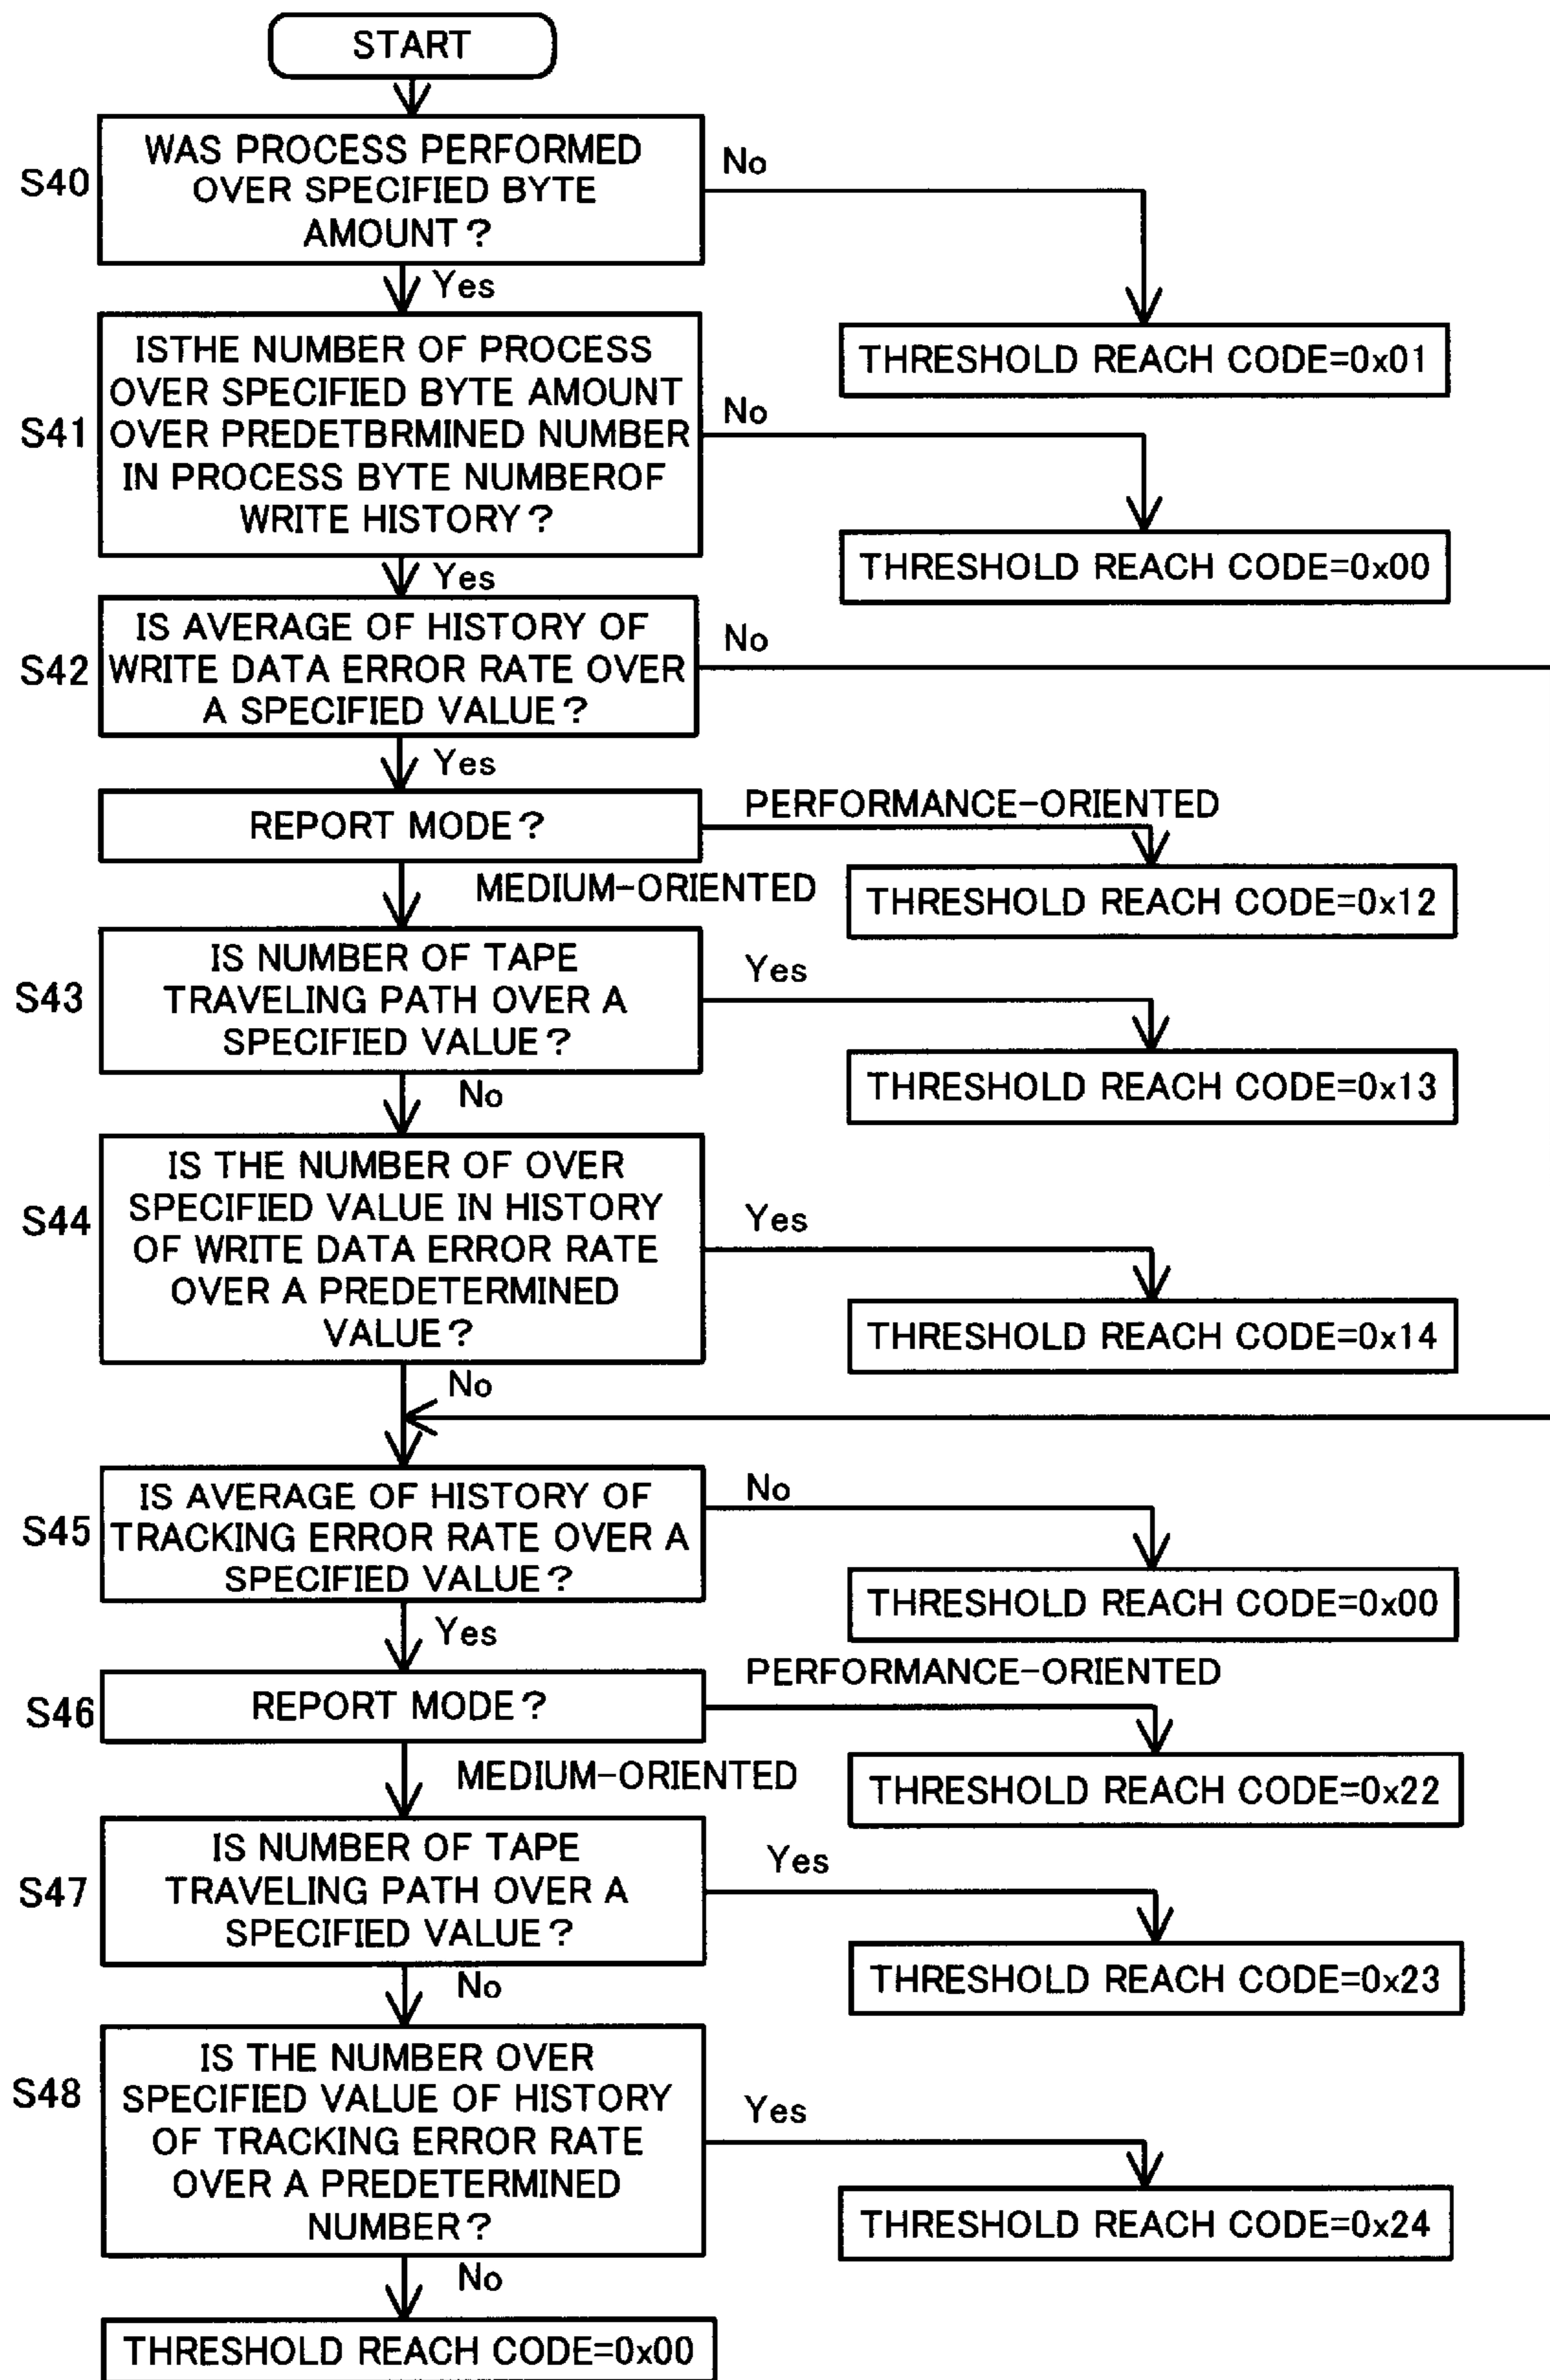 START
S40
WAS PROCESS PERFORMED
OVER SPECIFIED BYTE
AMOUNT?
No
THRESHOLD REACH CODE=0x01
Yes
S41
ISTHE NUMBER OF PROCESS
OVER SPECIFIED BYTE AMOUNT
OVER PREDETBRMINED NUMBER
IN PROCESS BYTE NUMBEROF
WRITE HISTORY?
No
THRESHOLD REACH CODE=0x00
Yes
S42
IS AVERAGE OF HISTORY OF
WRITE DATA ERROR RATE OVER
A SPECIFIED VALUE?
No
Yes
REPORT MODE?
PERFORMANCE-ORIENTED
THRESHOLD REACH CODE=0x12
MEDIUM-ORIENTED
S43
IS NUMBER OF TAPE
TRAVELING PATH OVER A
SPECIFIED VALUE?
Yes
THRESHOLD REACH CODE=0x13
No
S44
IS THE NUMBER OF OVER
SPECIFIED VALUE IN HISTORY
OF WRITE DATA ERROR RATE
OVER A PREDETERMINED
VALUE?
Yes
THRESHOLD REACH CODE=0x14
No
S45
IS AVERAGE OF HISTORY OF
TRACKING ERROR RATE OVER A
SPECIFIED VALUE?
No
THRESHOLD REACH CODE=0x00
Yes
S46
REPORT MODE?
PERFORMANCE-ORIENTED
THRESHOLD REACH CODE=0x22
MEDIUM-ORIENTED
S47
IS NUMBER OF TAPE
TRAVELING PATH OVER A
SPECIFIED VALUE?
Yes
THRESHOLD REACH CODE=0x23
No
S48
IS THE NUMBER OVER
SPECIFIED VALUE OF HISTORY
OF TRACKING ERROR RATE
OVER A PREDETERMINED
NUMBER?
Yes
THRESHOLD REACH CODE=0x24
No
THRESHOLD REACH CODE=0x00